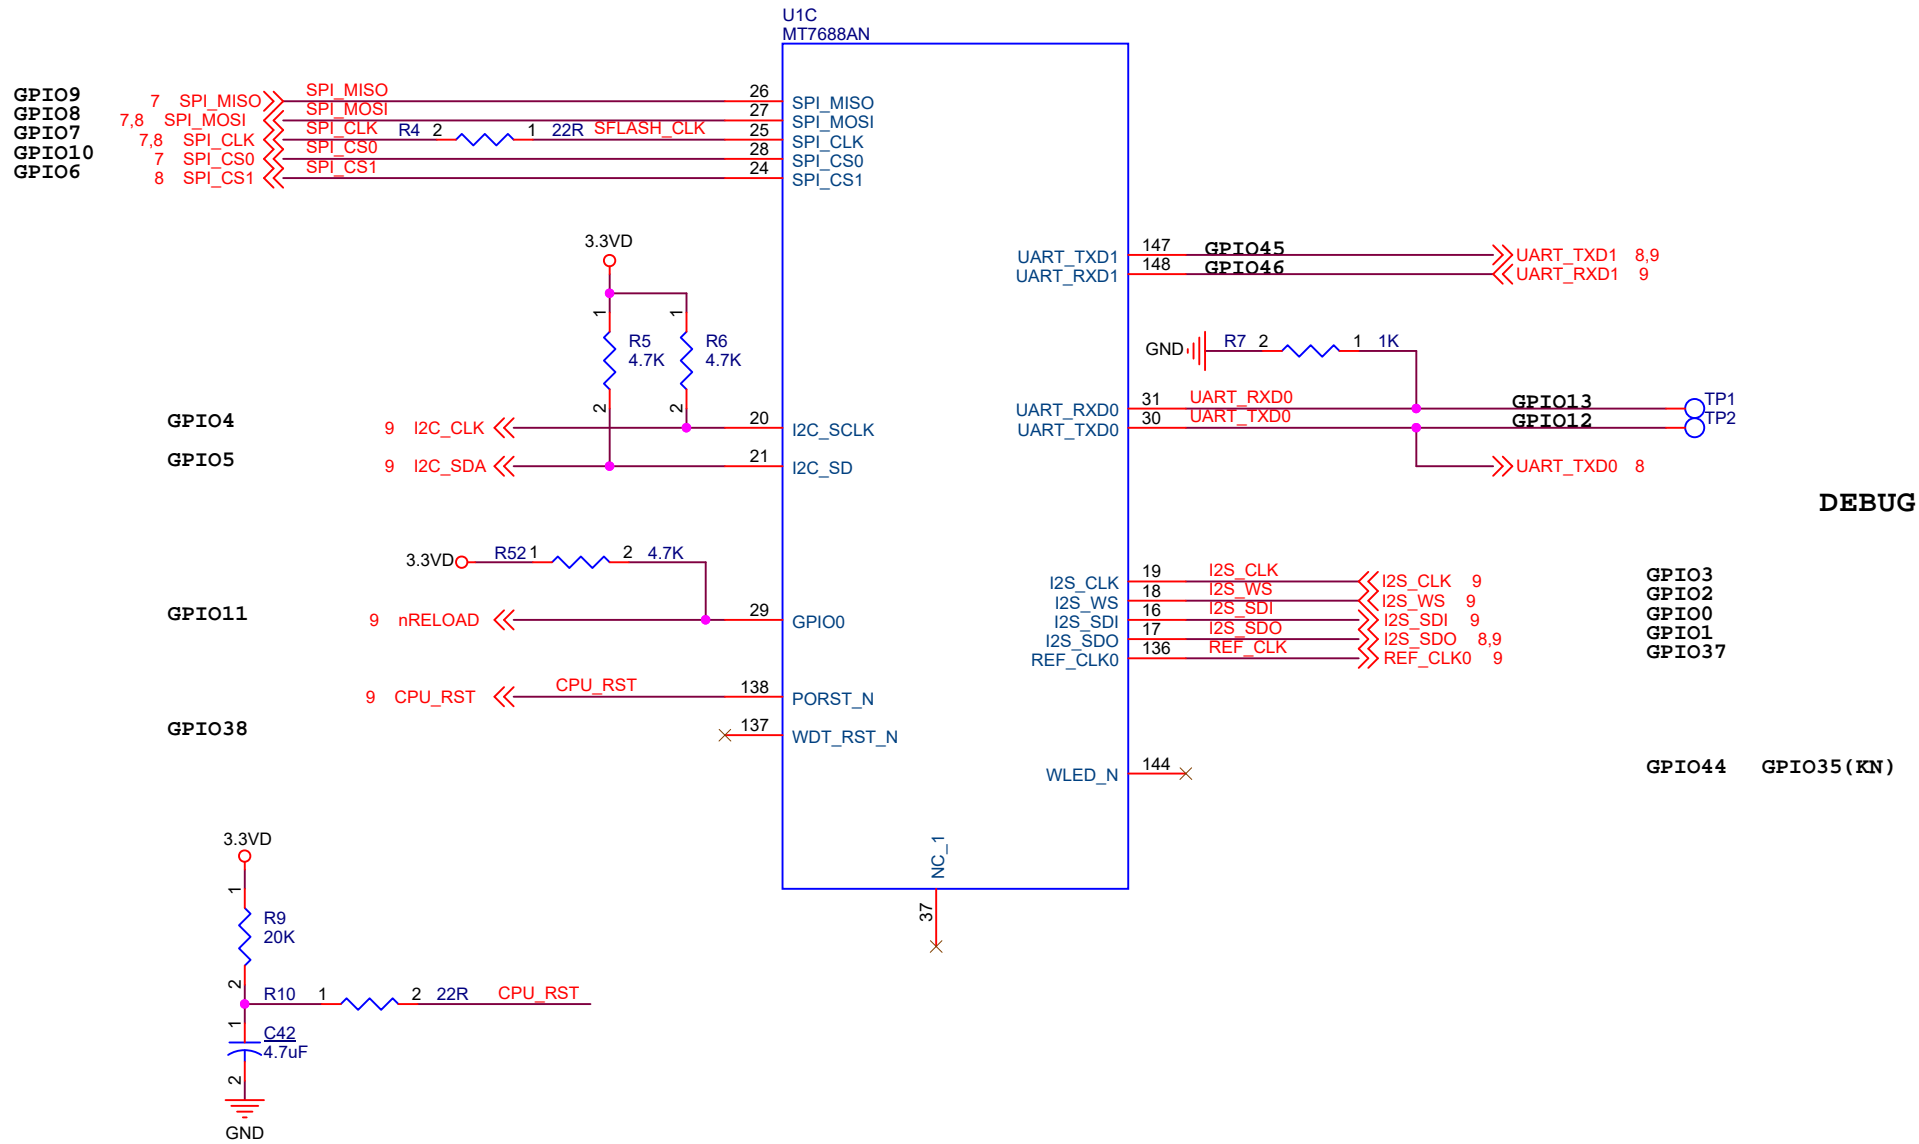 U1C
MT7688AN
GPIO9 7 SPI_MISO SPI_MISO 26 SPI_MISO
GPIO8 7,8 SPI_MOSI SPI_MOSI 27 SPI_MOSI
GPIO7 7,8 SPI_CLK SPI_CLK R4 2 1 22R SFLASH_CLK 25 SPI_CLK
GPIO10 7 SPI_CS0 SPI_CS0 28 SPI_CS0
GPIO6 8 SPI_CS1 SPI_CS1 24 SPI_CS1
3.3VD
UART_TXD1 147 GPIO45 UART_TXD1 8,9
UART_RXD1 148 GPIO46 UART_RXD1 9
1 1
R5 R6
4.7K 4.7K
2 2
GND R7 2 1 1K
UART_RXD0 31 UART_RXD0 GPIO13 TP1
UART_TXD0 30 UART_TXD0 GPIO12 TP2
UART_TXD0 8
GPIO4 9 I2C_CLK 20 I2C_SCLK
GPIO5 9 I2C_SDA 21 I2C_SD
DEBUG
3.3VD R52 1 2 4.7K
GPIO11 9 nRELOAD 29 GPIO0
I2S_CLK 19 I2S_CLK I2S_CLK 9 GPIO3
I2S_WS 18 I2S_WS I2S_WS 9 GPIO2
I2S_SDI 16 I2S_SDI I2S_SDI 9 GPIO0
I2S_SDO 17 I2S_SDO I2S_SDO 8,9 GPIO1
REF_CLK0 136 REF_CLK REF_CLK0 9 GPIO37
9 CPU_RST CPU_RST 138 PORST_N
GPIO38 137 WDT_RST_N
WLED_N 144 GPIO44 GPIO35(KN)
NC_1
37
3.3VD
1
R9
20K
2
R10 1 2 22R CPU_RST
1
C42
4.7uF
2
GND